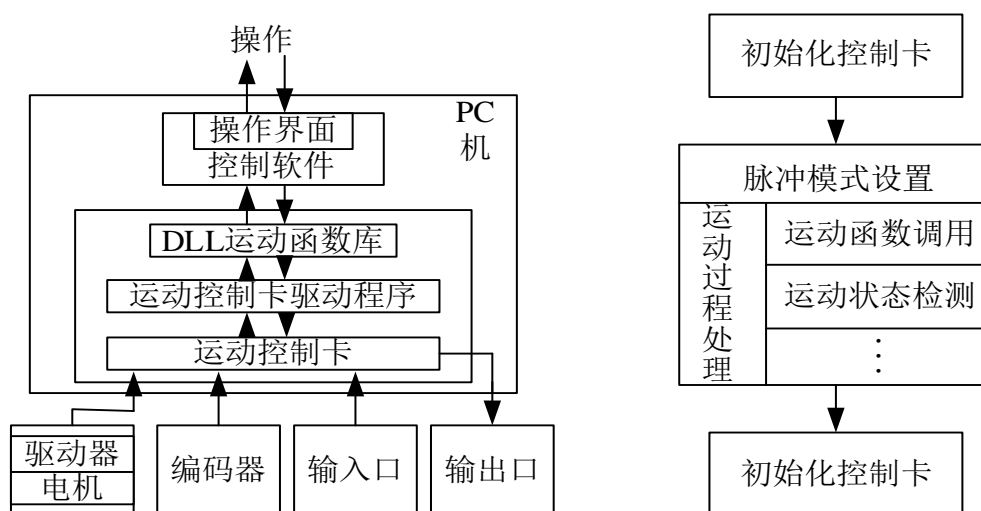 操作
PC
机
操作界面
控制软件
DLL运动函数库
运动控制卡驱动程序
运动控制卡
驱动器
电机
编码器
输入口
输出口
初始化控制卡
脉冲模式设置
运动过程处理
运动函数调用
运动状态检测
⋮
初始化控制卡